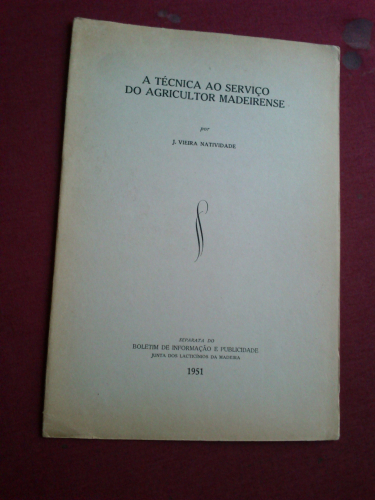 A TÉCNICA AO SERVIÇO
DO AGRICULTOR MADEIRENSE
por
J. VIEIRA NATIVIDADE
SEPARATA DO
BOLETIM DE INFORMAÇÃO E PUBLICIDADE
JUNTA DOS LACTICÍNIOS DA MADEIRA
1951